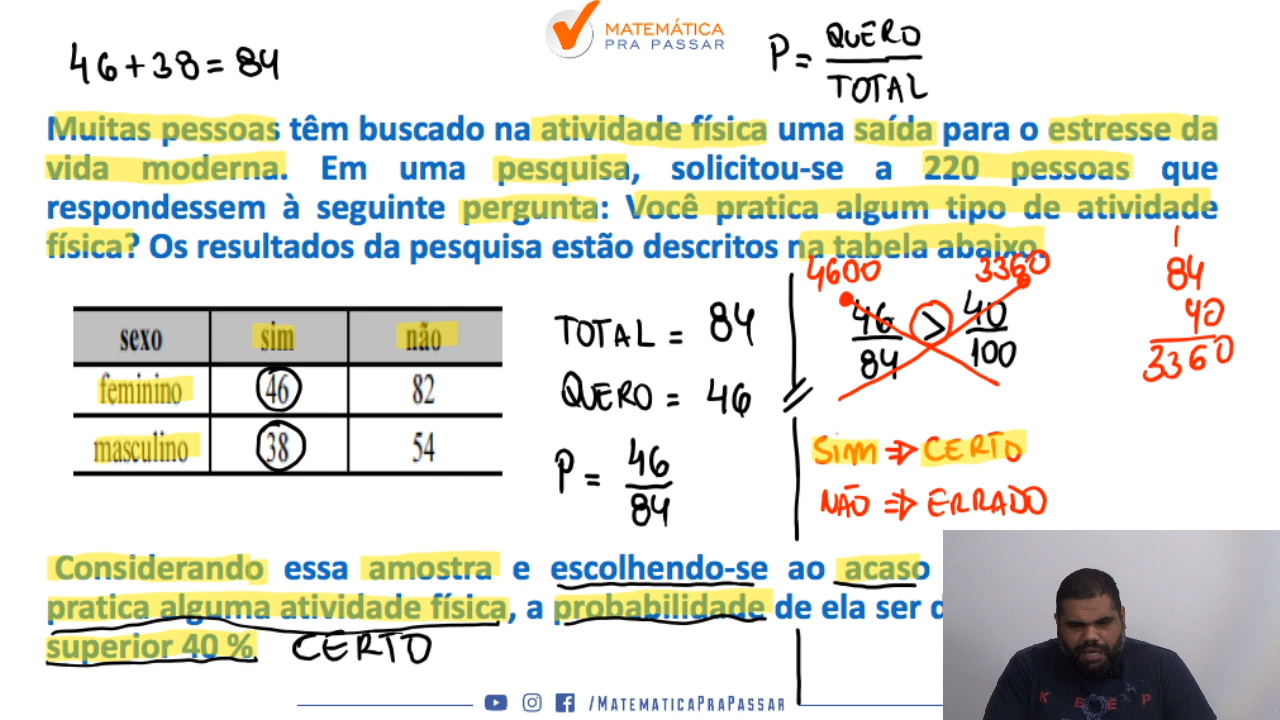 MATEMÁTICA
PRA PASSAR
46+38=84
P= QUERO
TOTAL
Muitas pessoas têm buscado na atividade física uma saída para o estresse da
vida moderna. Em uma pesquisa, solicitou-se a 220 pessoas que
respondessem à seguinte pergunta: Você pratica algum tipo de atividade
física? Os resultados da pesquisa estão descritos na tabela abaixo.
sexo sim não
feminino 46 82
masculino 38 54
TOTAL = 84
QUERO = 46
P = 46
84
4600 3360
46 > 40
84 100
1
84
40
3360
Sim => CERTO
NÃO => ERRADO
Considerando essa amostra e escolhendo-se ao acaso
pratica alguma atividade física, a probabilidade de ela ser
superior 40 % CERTO
/MATEMATICAPRAPASSAR
K E E P